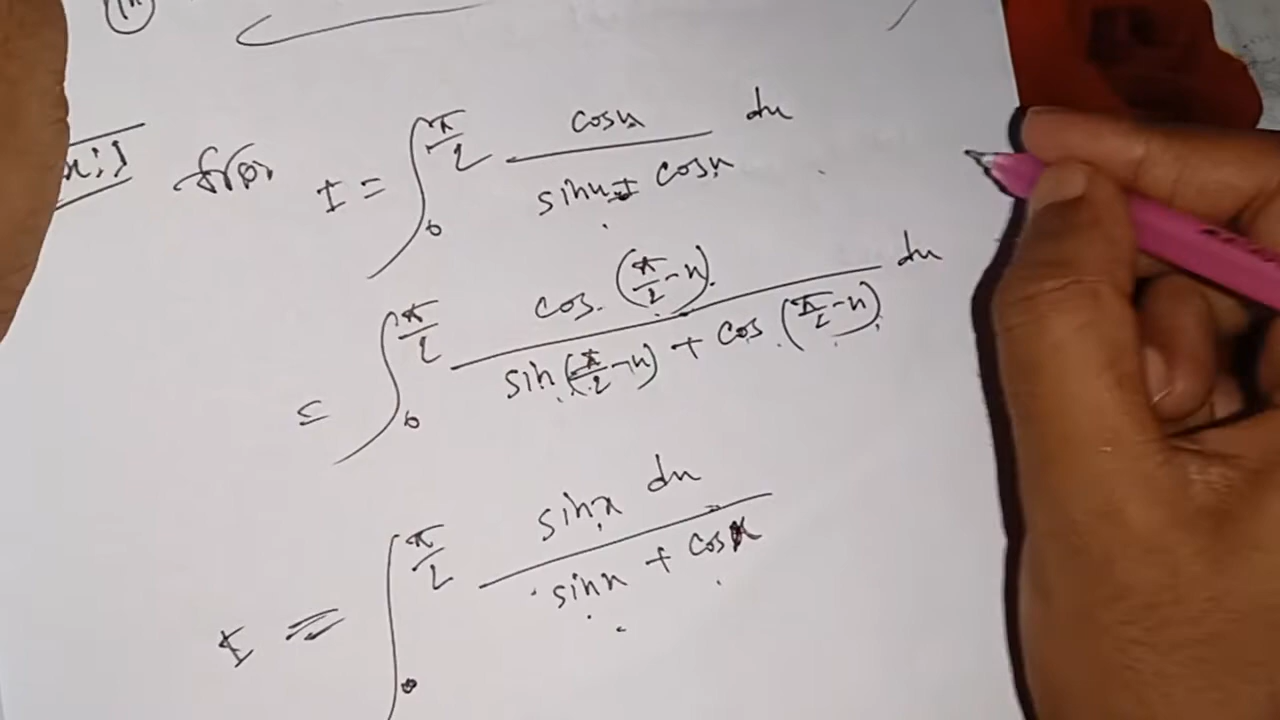 I = ∫₀^π/2 cosx / (sinx + cosx) dx
= ∫₀^π/2 cos(π/2 - x) / (sin(π/2 - x) + cos(π/2 - x)) dx
I = ∫₀^π/2 sinx dx / (sinx + cosx)